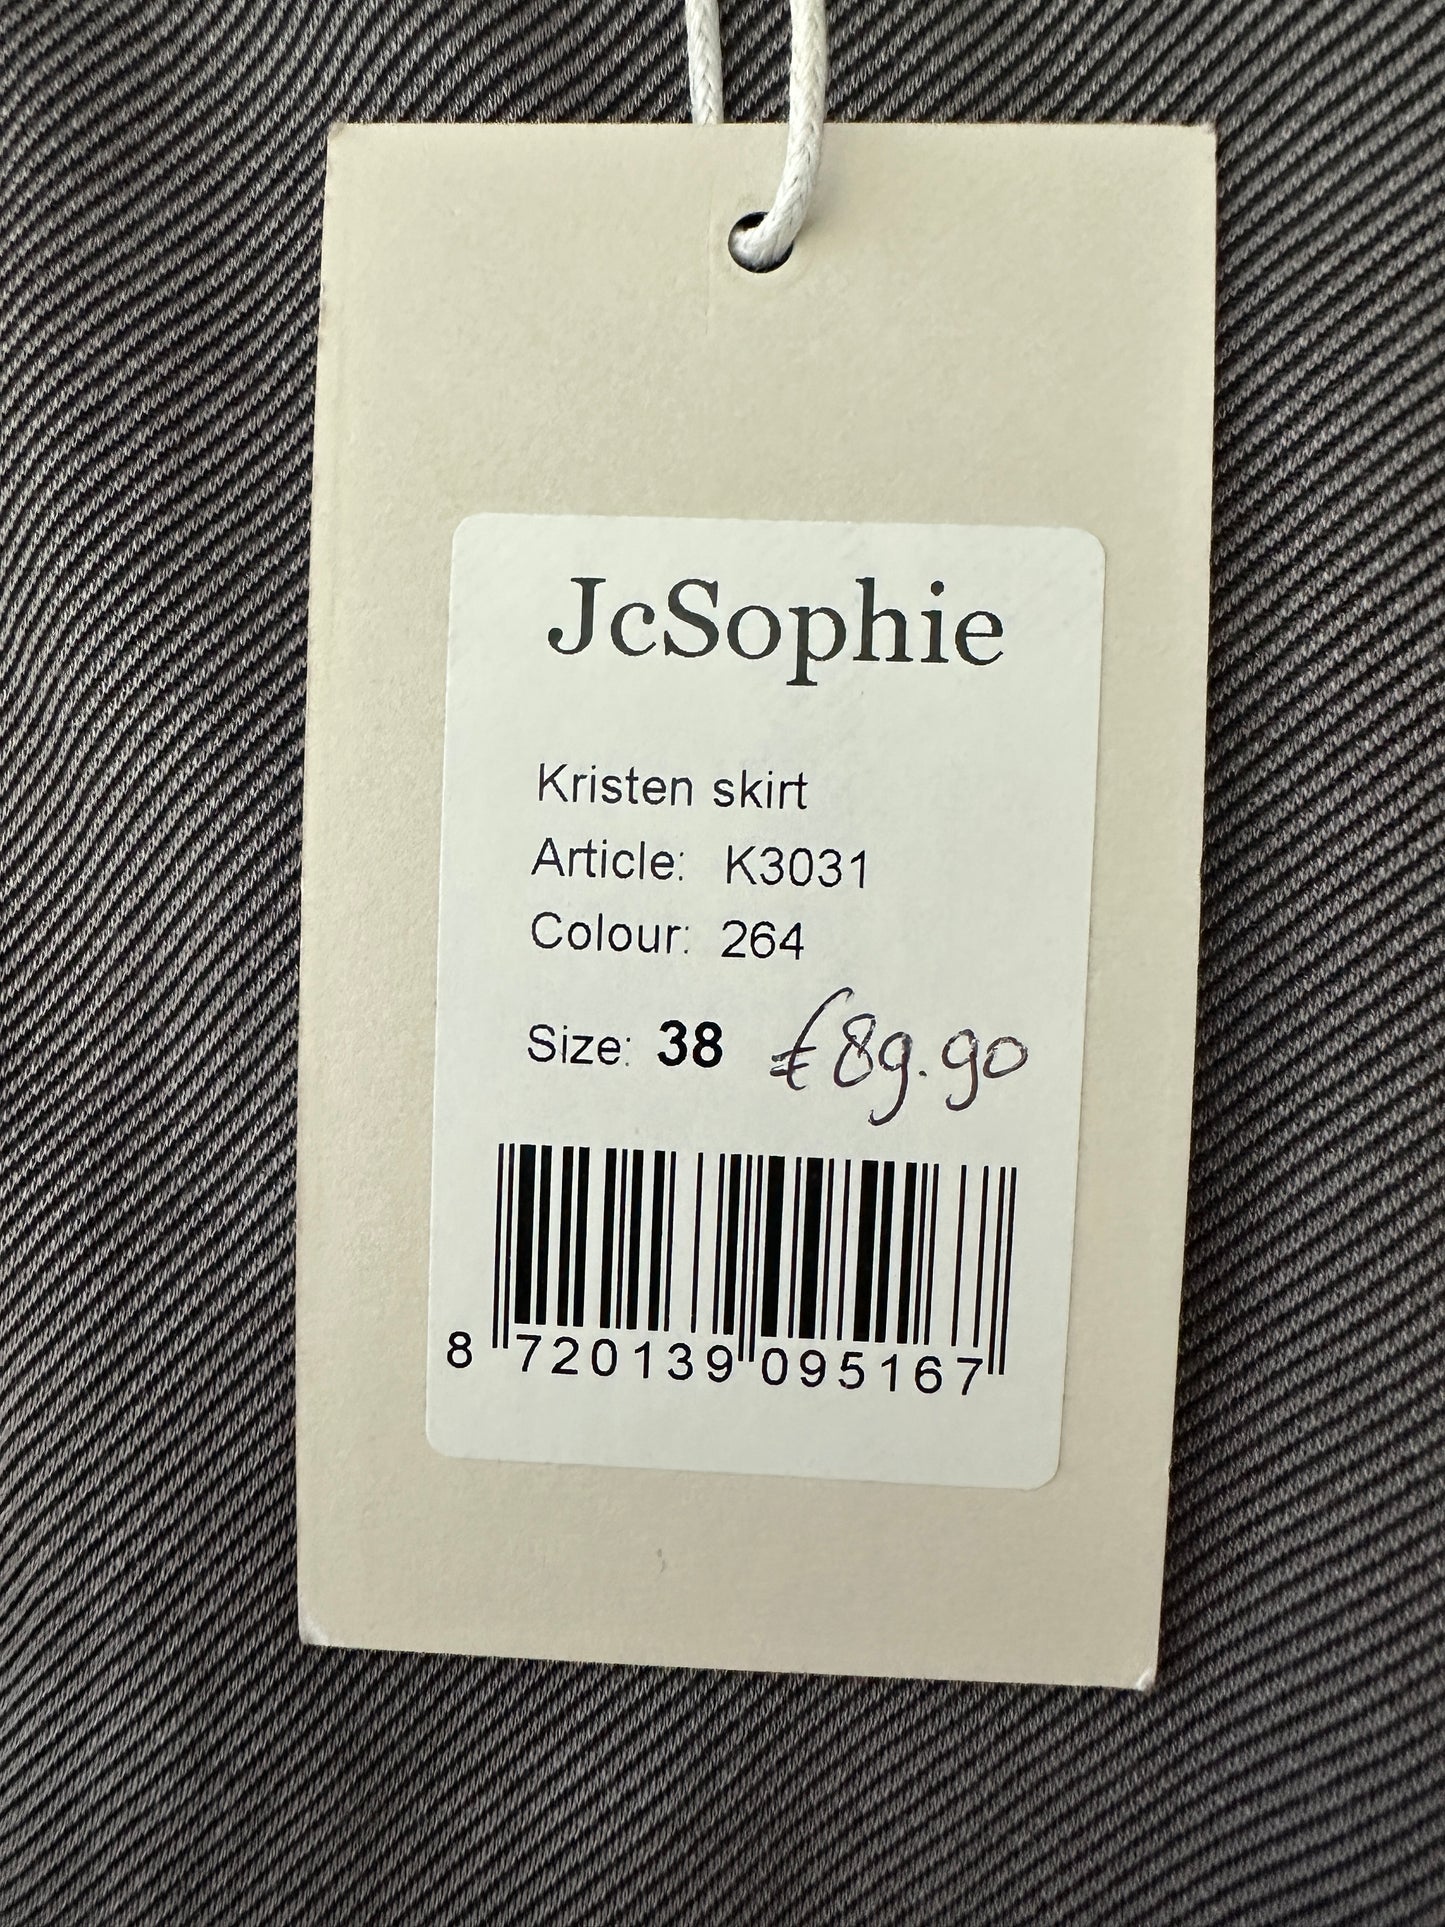 JcSophie
Kristen skirt
Article: K3031
Colour: 264
Size: 38 €89.90
8 720139 095167